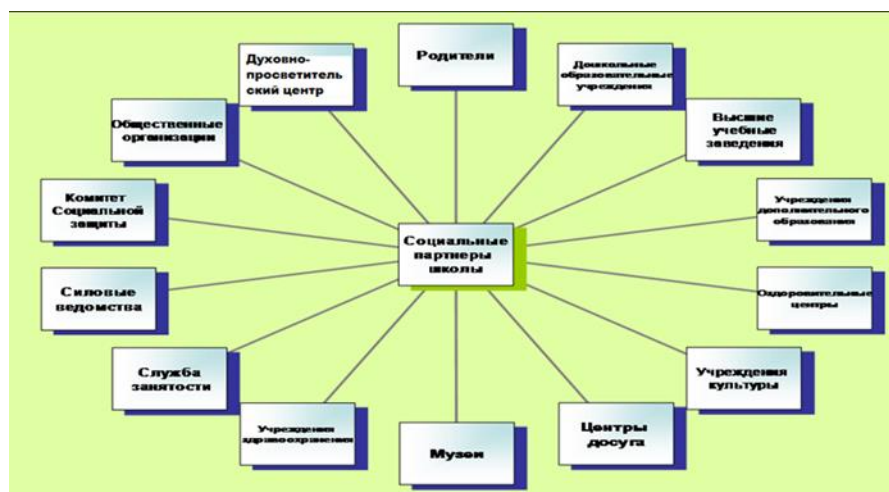 Родители
Духовно-
просветитель
ский центр
Дошкольные
образовательные
учреждения
Общественные
организации
Высшие
учебные
заведения
Комитет
Социальной
защиты
Учреждения
дополнительного
образования
Социальные
партнеры
школы
Силовые
ведомства
Оздоровительные
центры
Служба
занятости
Учреждения
культуры
Учреждения
здравоохранения
Музеи
Центры
досуга